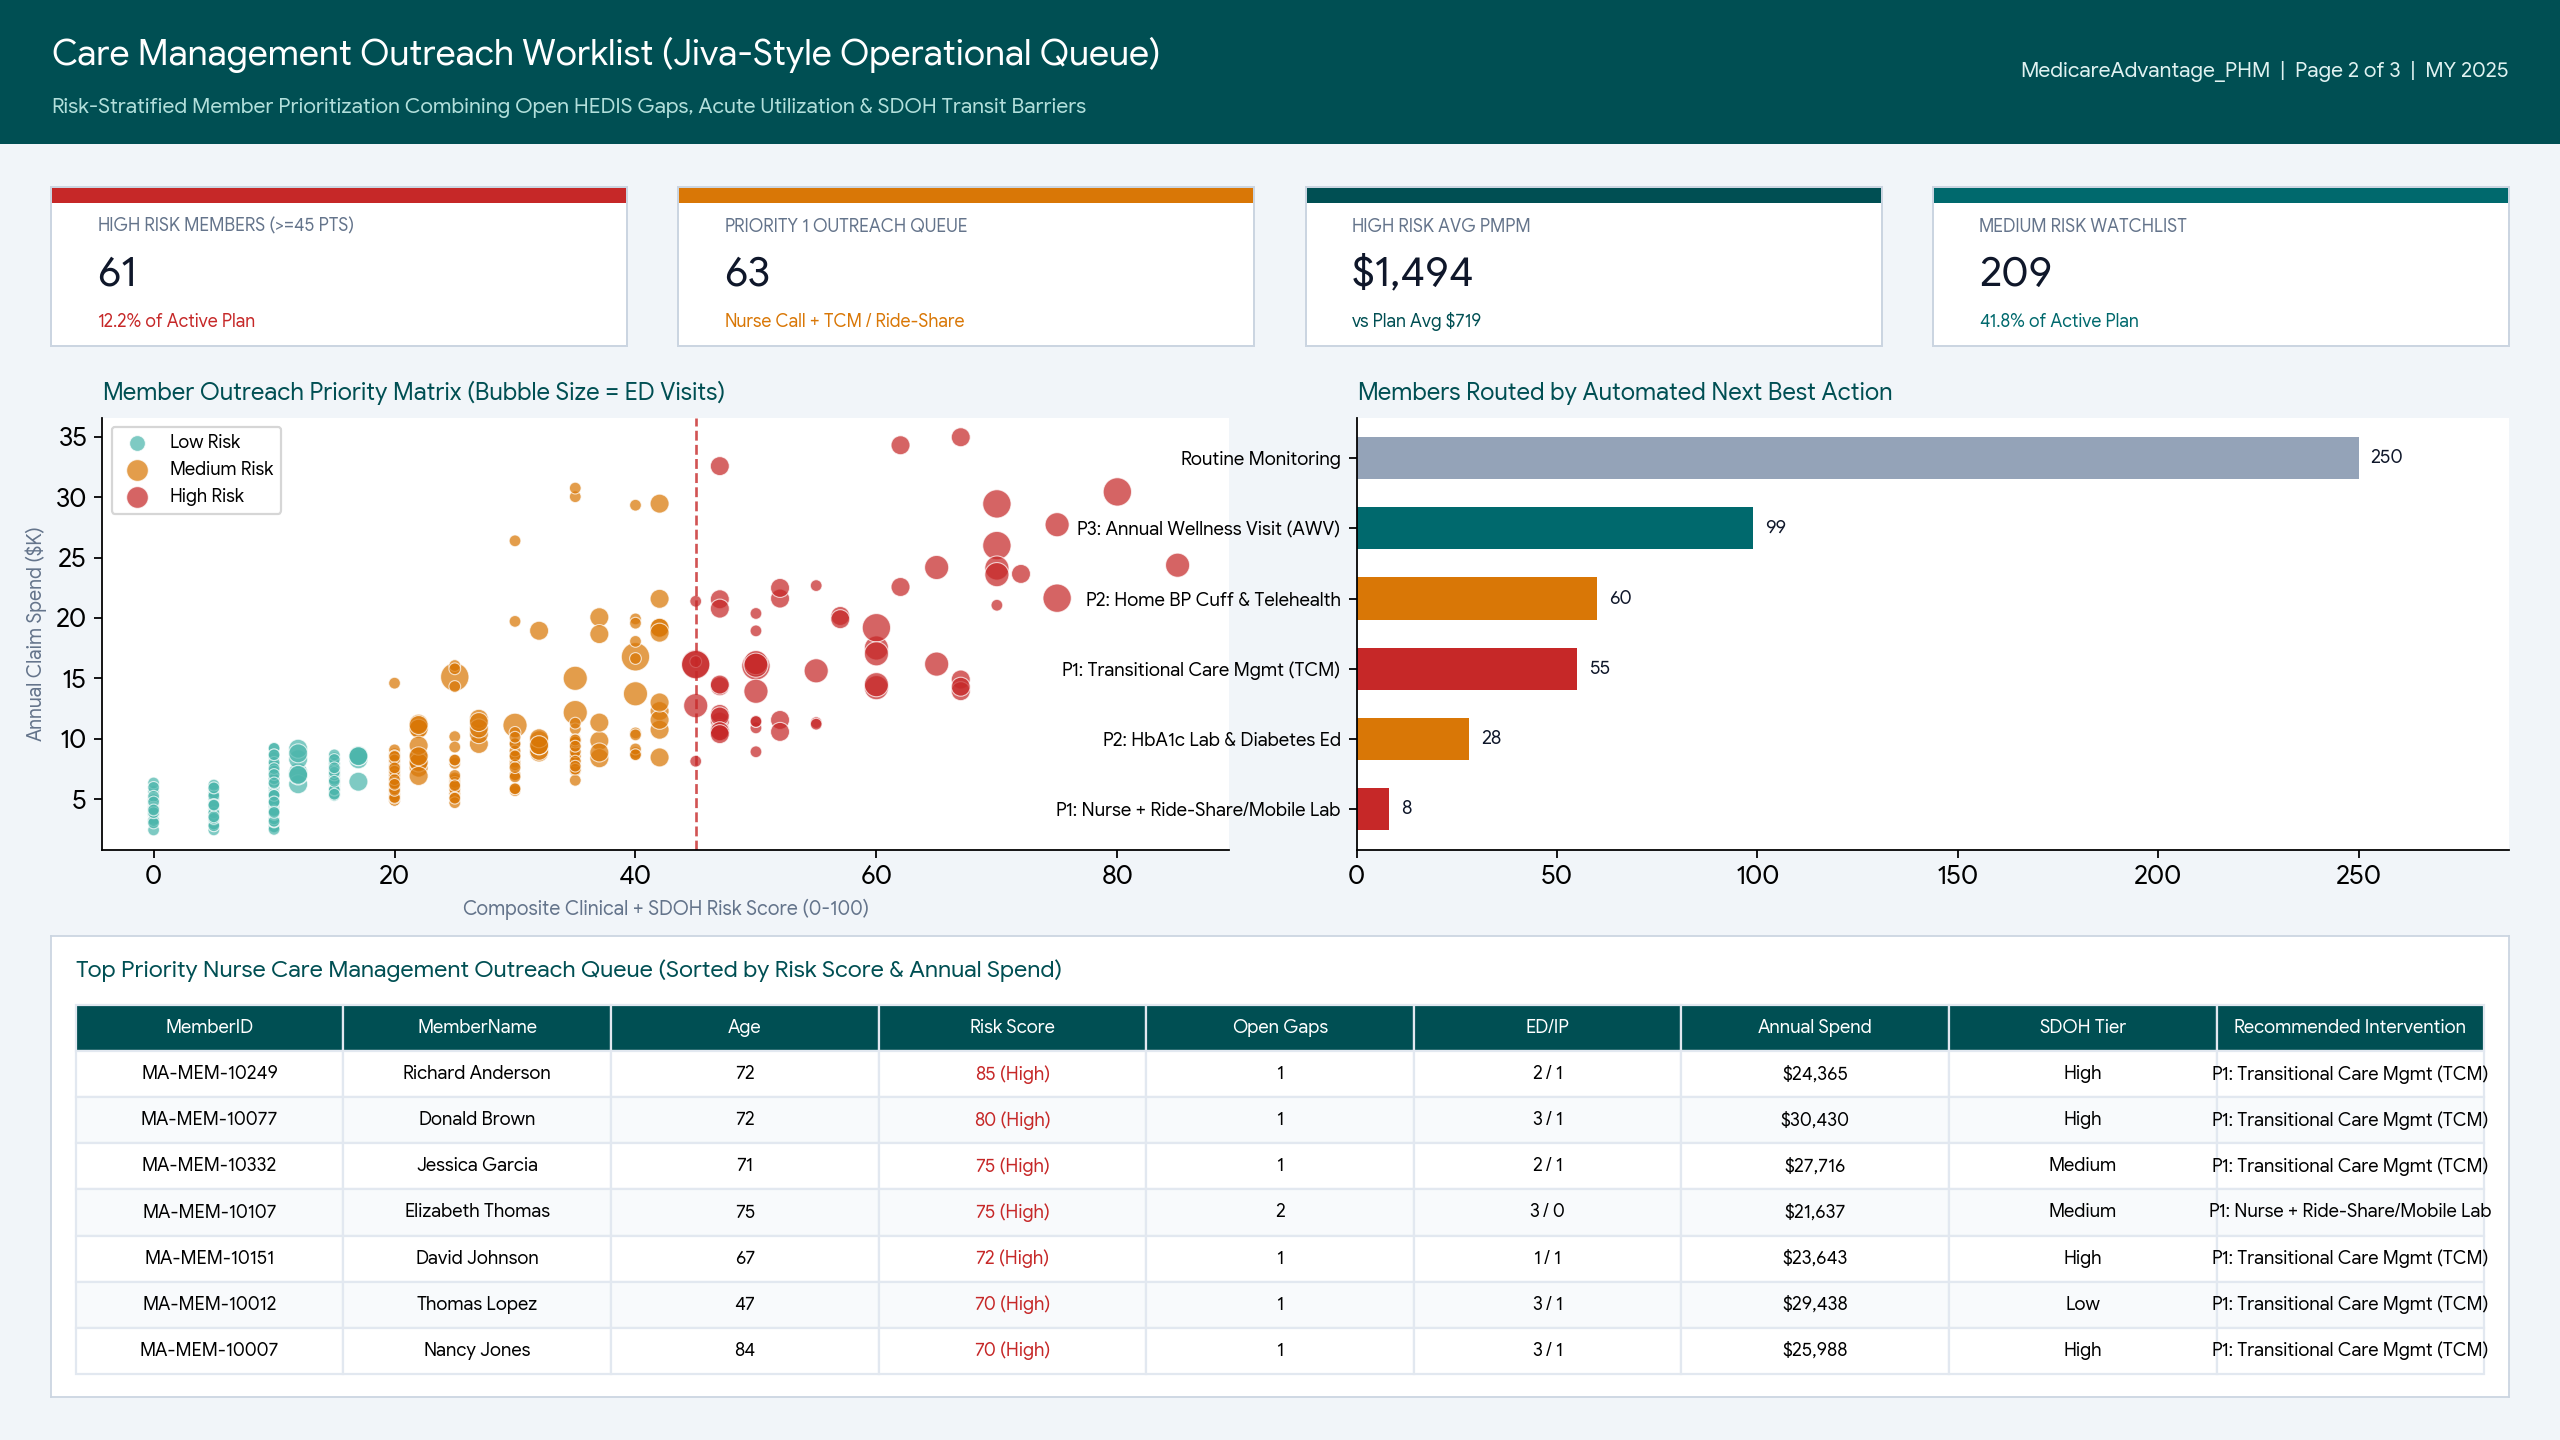 Care Management Outreach Worklist (Jiva-Style Operational Queue)
Risk-Stratified Member Prioritization Combining Open HEDIS Gaps, Acute Utilization & SDOH Transit Barriers
MedicareAdvantage_PHM | Page 2 of 3 | MY 2025
HIGH RISK MEMBERS (>=45 PTS)
61
12.2% of Active Plan
PRIORITY 1 OUTREACH QUEUE
63
Nurse Call + TCM / Ride-Share
HIGH RISK AVG PMPM
$1,494
vs Plan Avg $719
MEDIUM RISK WATCHLIST
209
41.8% of Active Plan
Member Outreach Priority Matrix (Bubble Size = ED Visits)
Low Risk
Medium Risk
High Risk
Annual Claim Spend ($K)
35
30
25
20
15
10
5
0 20 40 60 80
Composite Clinical + SDOH Risk Score (0-100)
Members Routed by Automated Next Best Action
Routine Monitoring 250
P3: Annual Wellness Visit (AWV) 99
P2: Home BP Cuff & Telehealth 60
P1: Transitional Care Mgmt (TCM) 55
P2: HbA1c Lab & Diabetes Ed 28
P1: Nurse + Ride-Share/Mobile Lab 8
0 50 100 150 200 250
Top Priority Nurse Care Management Outreach Queue (Sorted by Risk Score & Annual Spend)
MemberID MemberName Age Risk Score Open Gaps ED/IP Annual Spend SDOH Tier Recommended Intervention
MA-MEM-10249 Richard Anderson 72 85 (High) 1 2 / 1 $24,365 High P1: Transitional Care Mgmt (TCM)
MA-MEM-10077 Donald Brown 72 80 (High) 1 3 / 1 $30,430 High P1: Transitional Care Mgmt (TCM)
MA-MEM-10332 Jessica Garcia 71 75 (High) 1 2 / 1 $27,716 Medium P1: Transitional Care Mgmt (TCM)
MA-MEM-10107 Elizabeth Thomas 75 75 (High) 2 3 / 0 $21,637 Medium P1: Nurse + Ride-Share/Mobile Lab
MA-MEM-10151 David Johnson 67 72 (High) 1 1 / 1 $23,643 High P1: Transitional Care Mgmt (TCM)
MA-MEM-10012 Thomas Lopez 47 70 (High) 1 3 / 1 $29,438 Low P1: Transitional Care Mgmt (TCM)
MA-MEM-10007 Nancy Jones 84 70 (High) 1 3 / 1 $25,988 High P1: Transitional Care Mgmt (TCM)